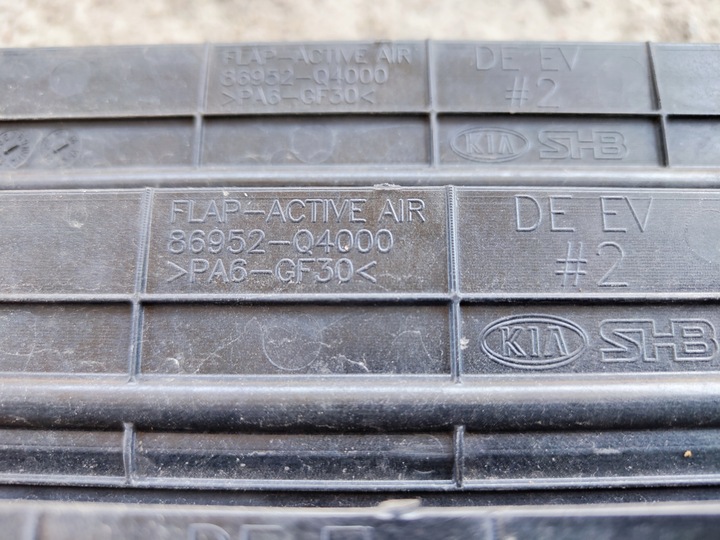 FLAP-ACTIVE AIR
86952-Q4000
>PA6-GF30<
DE EV
#2
KIA SHB
FLAP-ACTIVE AIR
86952-Q4000
>PA6-GF30<
DE EV
#2
KIA SHB
DE